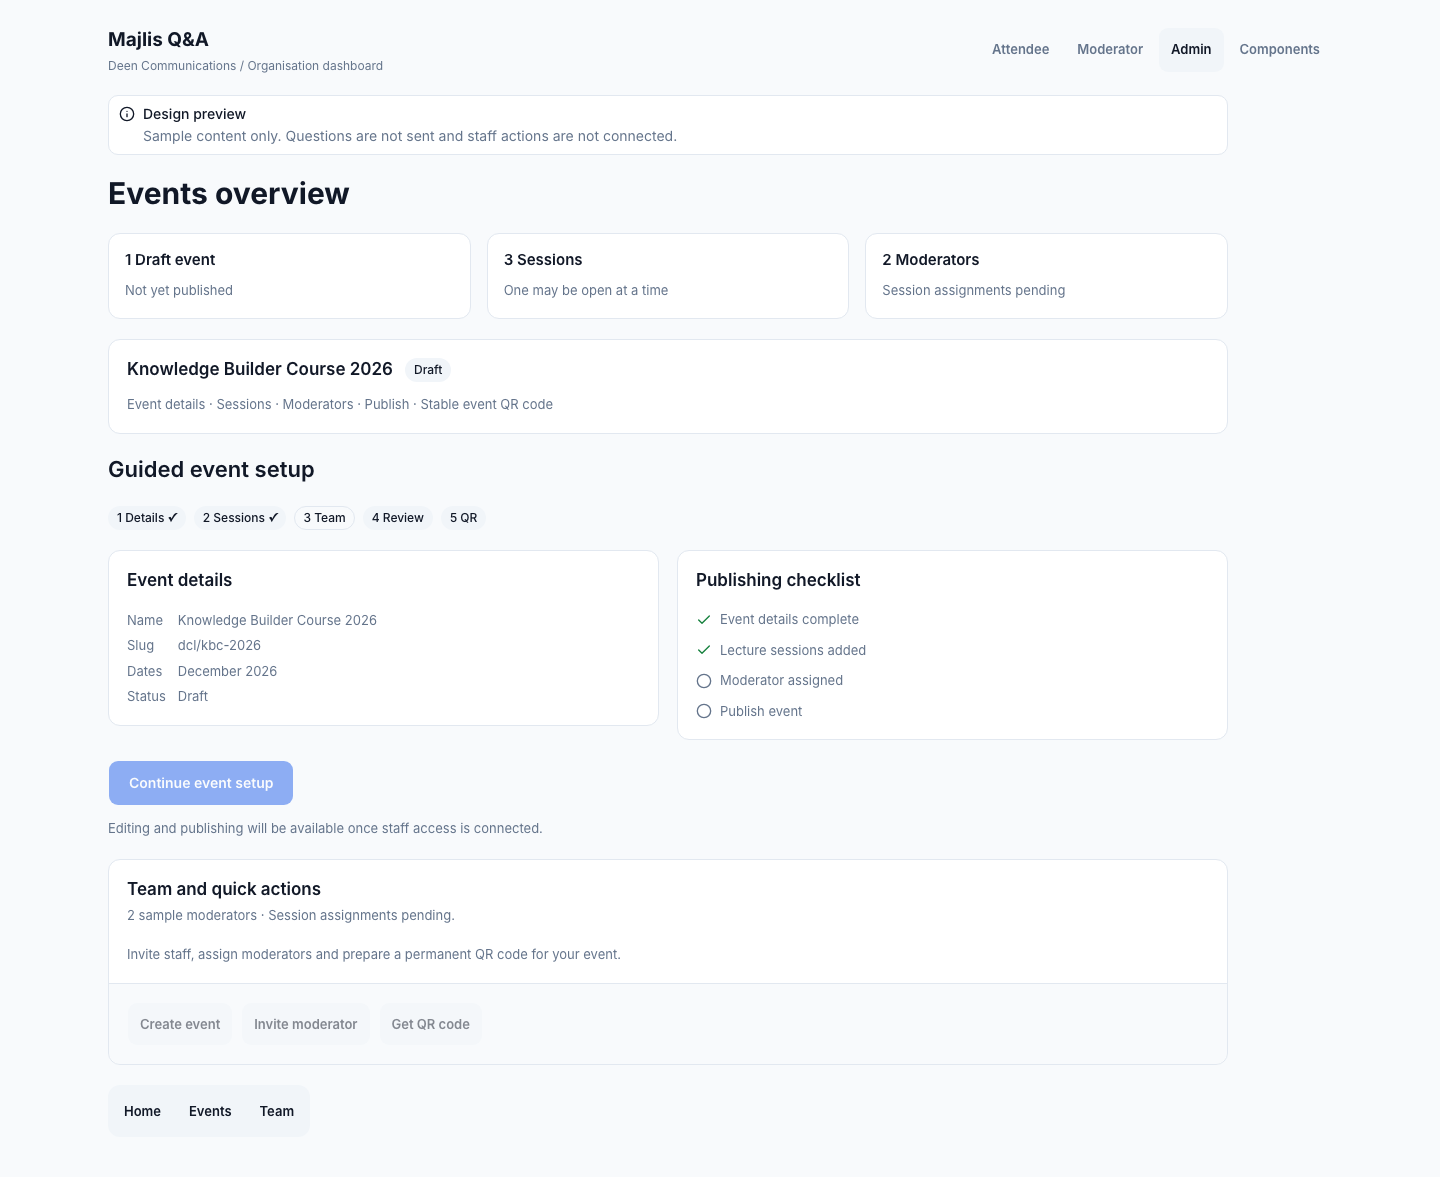 Majlis Q&A
Deen Communications / Organisation dashboard
Attendee Moderator Admin Components
Design preview
Sample content only. Questions are not sent and staff actions are not connected.
Events overview
1 Draft event
Not yet published
3 Sessions
One may be open at a time
2 Moderators
Session assignments pending
Knowledge Builder Course 2026 Draft
Event details · Sessions · Moderators · Publish · Stable event QR code
Guided event setup
1 Details ✓ 2 Sessions ✓ 3 Team 4 Review 5 QR
Event details
Name Knowledge Builder Course 2026
Slug dcl/kbc-2026
Dates December 2026
Status Draft
Publishing checklist
Event details complete
Lecture sessions added
Moderator assigned
Publish event
Continue event setup
Editing and publishing will be available once staff access is connected.
Team and quick actions
2 sample moderators · Session assignments pending.
Invite staff, assign moderators and prepare a permanent QR code for your event.
Create event Invite moderator Get QR code
Home Events Team